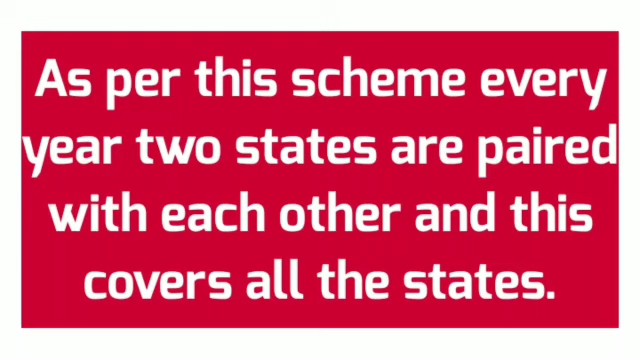 As per this scheme every
year two states are paired
with each other and this
covers all the states.